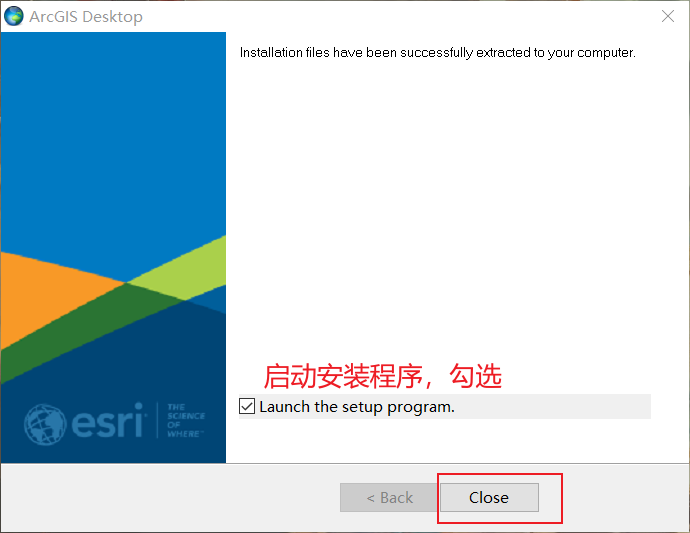 ArcGIS Desktop
Installation files have been successfully extracted to your computer.
启动安装程序，勾选
Launch the setup program.
esri
THE
SCIENCE
OF
WHERE™
< Back
Close